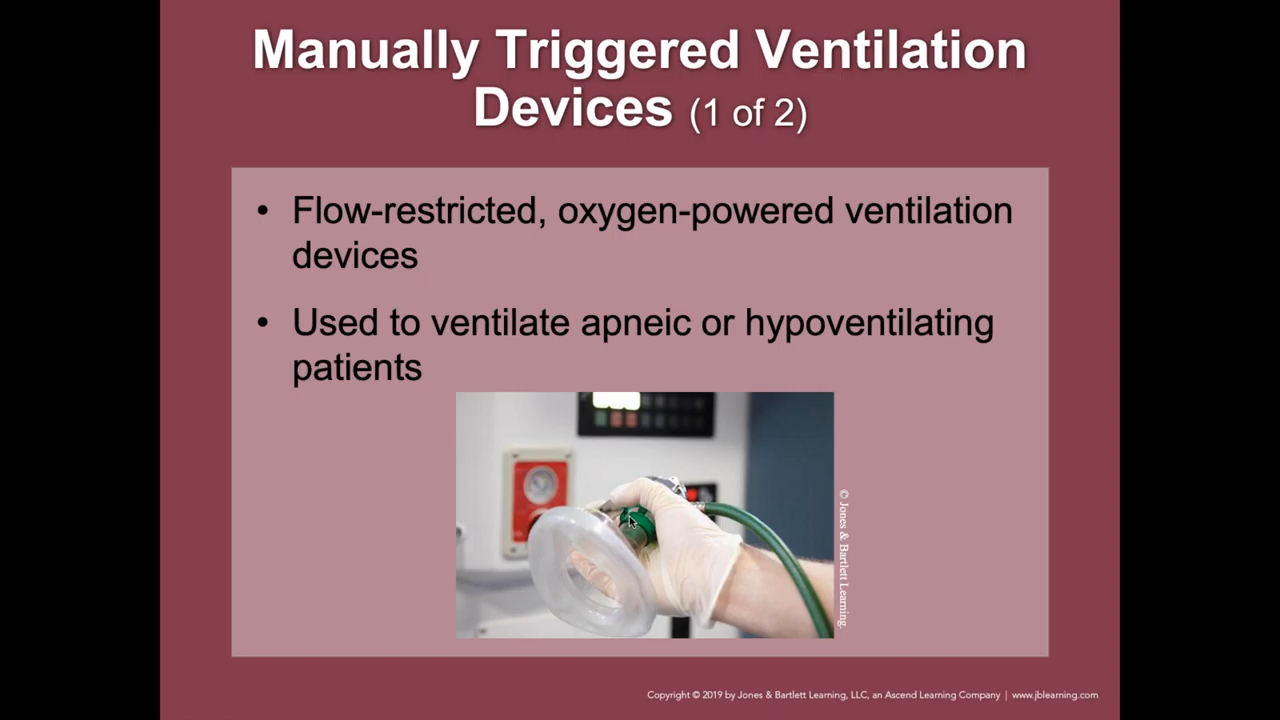 Manually Triggered Ventilation
Devices (1 of 2)
• Flow-restricted, oxygen-powered ventilation
devices
• Used to ventilate apneic or hypoventilating
patients
© Jones & Bartlett Learning.
Copyright © 2019 by Jones & Bartlett Learning, LLC, an Ascend Learning Company | www.jblearning.com